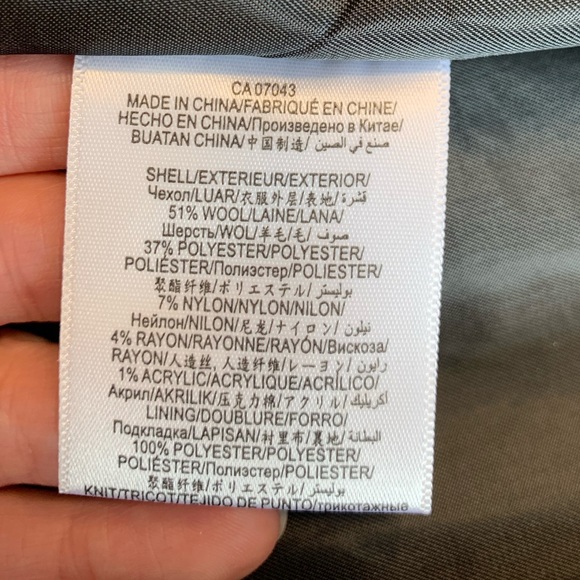 CA 07043
MADE IN CHINA/FABRIQUÉ EN CHINE/
HECHO EN CHINA/Произведено в Китае/
BUATAN CHINA/中国制造/ صنع في الصين
SHELL/EXTERIEUR/EXTERIOR/
Чехол/LUAR/衣服外层/表地/ قشرة
51% WOOL/LAINE/LANA/
Шерсть/WOL/羊毛/毛/ صوف
37% POLYESTER/POLYESTER/
POLIÉSTER/Полиэстер/POLIESTER/
聚酯纤维/ポリエステル/ بوليستر
7% NYLON/NYLON/NILON/
Нейлон/NILON/尼龙/ナイロン/ نيلون
4% RAYON/RAYONNE/RAYÓN/Вискоза/
RAYON/人造丝, 人造纤维/レーヨン/ رايون
1% ACRYLIC/ACRYLIQUE/ACRÍLICO/
Акрил/AKRILIK/压克力棉/アクリル/ أكريليك
LINING/DOUBLURE/FORRO/
Подкладка/LAPISAN/衬里布/裏地/ البطانة
100% POLYESTER/POLYESTER/
POLIÉSTER/Полиэстер/POLIESTER/
聚酯纤维/ポリエステル/ بوليستر
KNIT/TRICOT/TEJIDO DE PUNTO/трикотажные